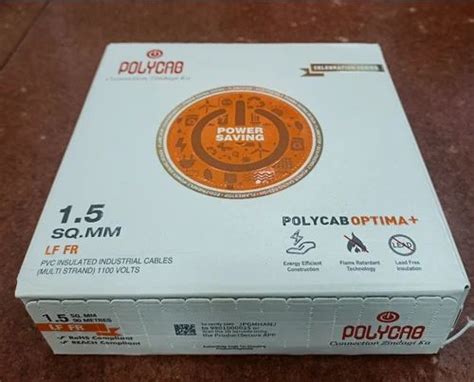 POLYCAB
Connection Zindagi Ka
CELEBRATION SERIES
POWER
SAVING
1.5
SQ.MM
LF FR
PVC INSULATED INDUSTRIAL CABLES
(MULTI STRAND) 1100 VOLTS
POLYCAB OPTIMA+
Energy Efficient
Construction
Flame Retardant
Technology
LEAD
Lead Free
Insulation
1.5 SQ. MM
90 METRES
LF FR
✓ RoHS Compliant
✓ REACH Compliant
POLYCAB
Connection Zindagi Ka